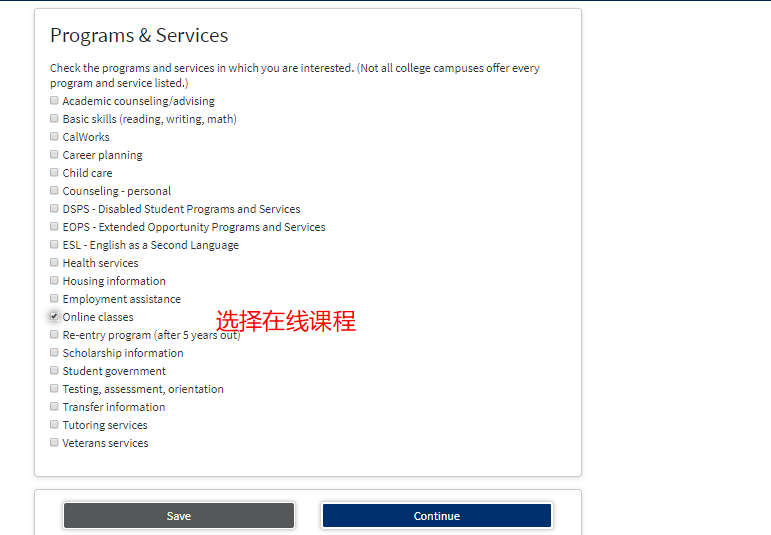 Programs & Services
Check the programs and services in which you are interested. (Not all college campuses offer every
program and service listed.)
Academic counseling/advising
Basic skills (reading, writing, math)
CalWorks
Career planning
Child care
Counseling - personal
DSPS - Disabled Student Programs and Services
EOPS - Extended Opportunity Programs and Services
ESL - English as a Second Language
Health services
Housing information
Employment assistance
Online classes
选择在线课程
Re-entry program (after 5 years out)
Scholarship information
Student government
Testing, assessment, orientation
Transfer information
Tutoring services
Veterans services
Save
Continue